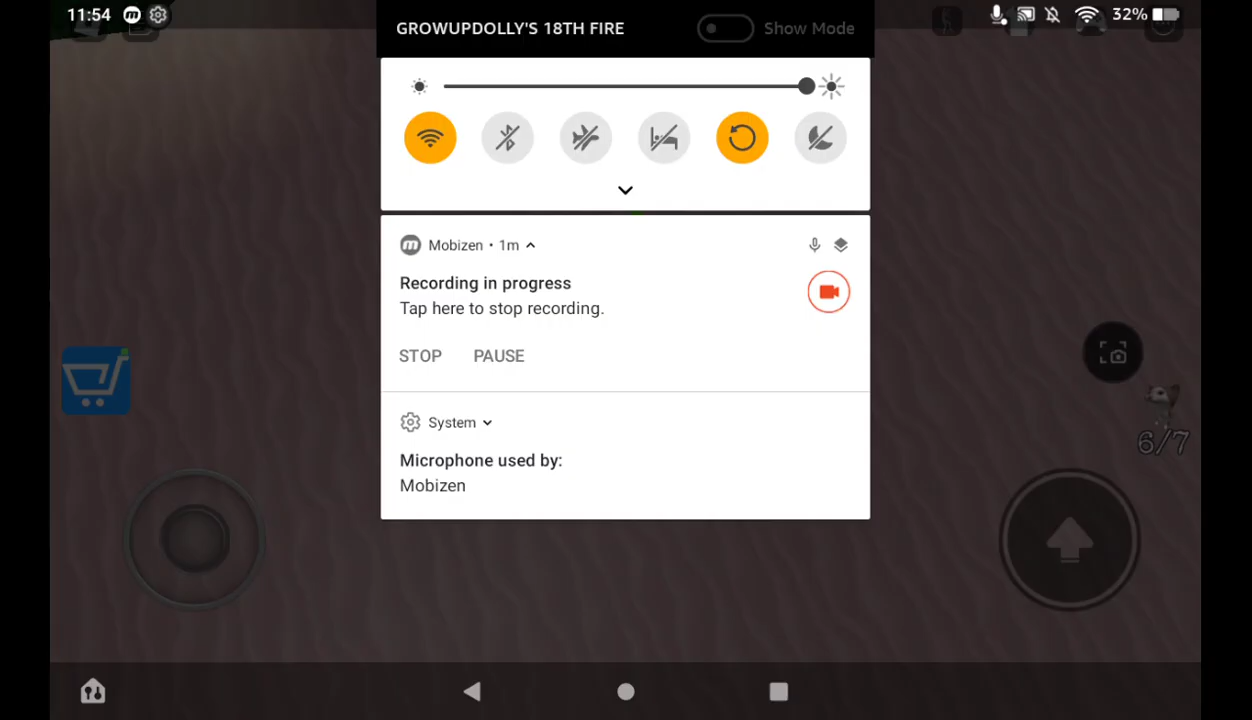 11:54
32%
GROWUPDOLLY'S 18TH FIRE
Show Mode
Mobizen • 1m
Recording in progress
Tap here to stop recording.
STOP PAUSE
System
Microphone used by:
Mobizen
6/7